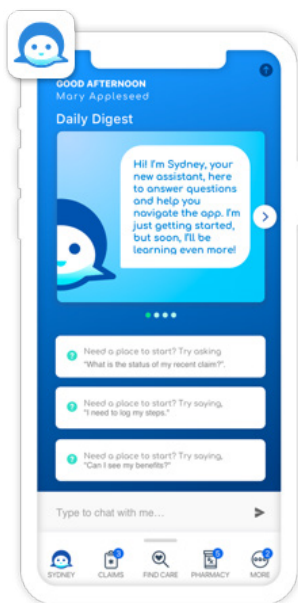 GOOD AFTERNOON
Mary Appleseed
Daily Digest
Hi! I'm Sydney, your
new assistant, here
to answer questions
and help you
navigate the app. I'm
just getting started,
but soon, I'll be
learning even more!
Need a place to start? Try asking
"What is the status of my recent claim?".
Need a place to start? Try saying,
"I need to log my steps."
Need a place to start? Try saying,
"Can I see my benefits?"
Type to chat with me...
3 5 2
SYDNEY CLAIMS FIND CARE PHARMACY MORE